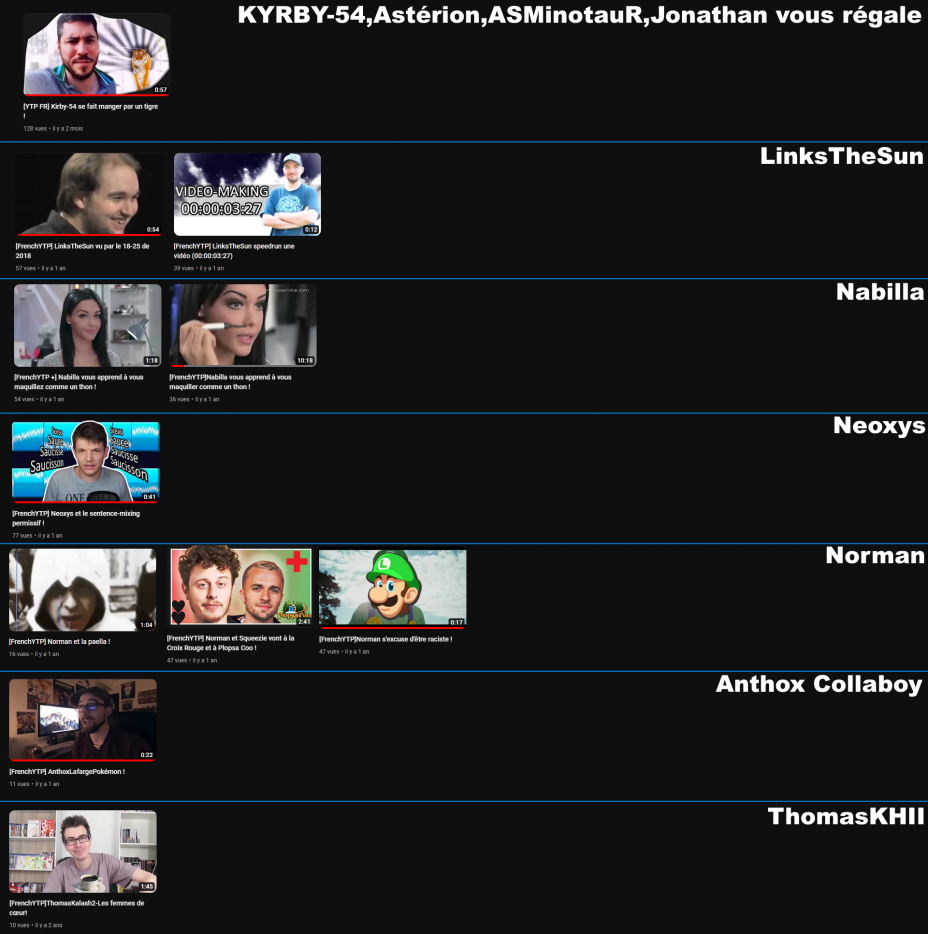 KYRBY-54,Astérion,ASMinotauR,Jonathan vous régale
0:57
[YTP FR] Kirby-54 se fait manger par un tigre
!
128 vues • il y a 2 mois
LinksTheSun
0:54
VIDEO-MAKING
00:00:03:27
0:12
[FrenchYTP] LinksTheSun vu par le 18-25 de
2018
57 vues • il y a 1 an
[FrenchYTP] LinksTheSun speedrun une
vidéo (00:00:03:27)
39 vues • il y a 1 an
Nabilla
1:18
10:18
[FrenchYTP +] Nabilla vous apprend à vous
maquillez comme un thon !
54 vues • il y a 1 an
[FrenchYTP]Nabilla vous apprend à vous
maquiller comme un thon !
36 vues • il y a 1 an
Neoxys
Sauce
Saucisse
Saucisson
Sauce
Saucisse
Saucisson
ONE
0:41
[FrenchYTP] Neoxys et le sentence-mixing
permissif !
77 vues • il y a 1 an
Norman
1:04
[FrenchYTP] Norman et la paella !
16 vues • il y a 1 an
2:41
[FrenchYTP] Norman et Squeezie vont à la
Croix Rouge et à Plopsa Coo !
47 vues • il y a 1 an
L
0:17
[FrenchYTP]Norman s'excuse d'être raciste !
47 vues • il y a 1 an
Anthox Collaboy
0:22
[FrenchYTP] AnthoxLafargePokémon !
11 vues • il y a 1 an
ThomasKHII
1:45
[FrenchYTP]ThomasKalash2-Les femmes de
cœur!
10 vues • il y a 2 ans